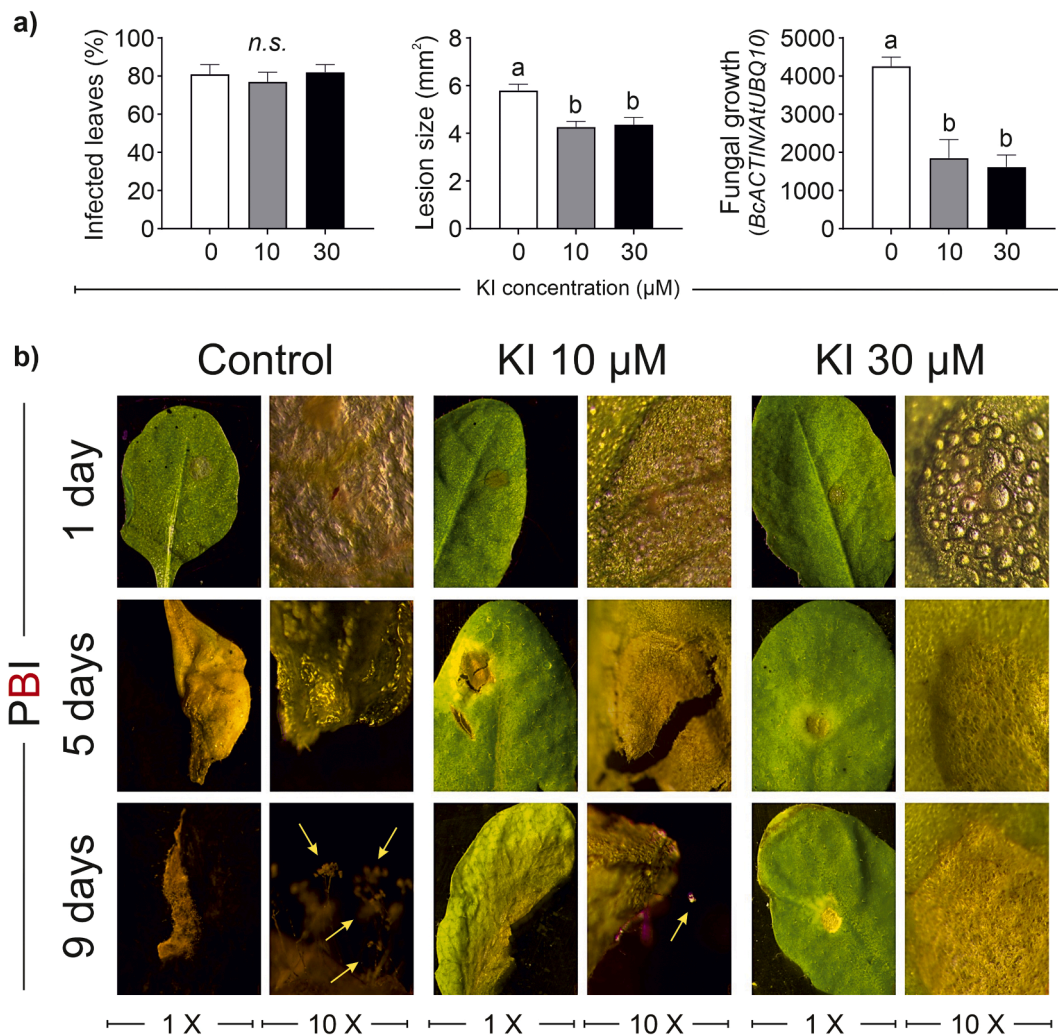 a)
Infected leaves (%)
100
80
60
40
20
0
n.s.
0 10 30
Lesion size (mm²)
8
6
4
2
0
a
b
b
0 10 30
Fungal growth
(BcACTIN/AtUBQ10)
5000
4000
3000
2000
1000
0
a
b
b
0 10 30
KI concentration (µM)
b)
Control
KI 10 µM
KI 30 µM
PBI
1 day
5 days
9 days
1 X
10 X
1 X
10 X
1 X
10 X